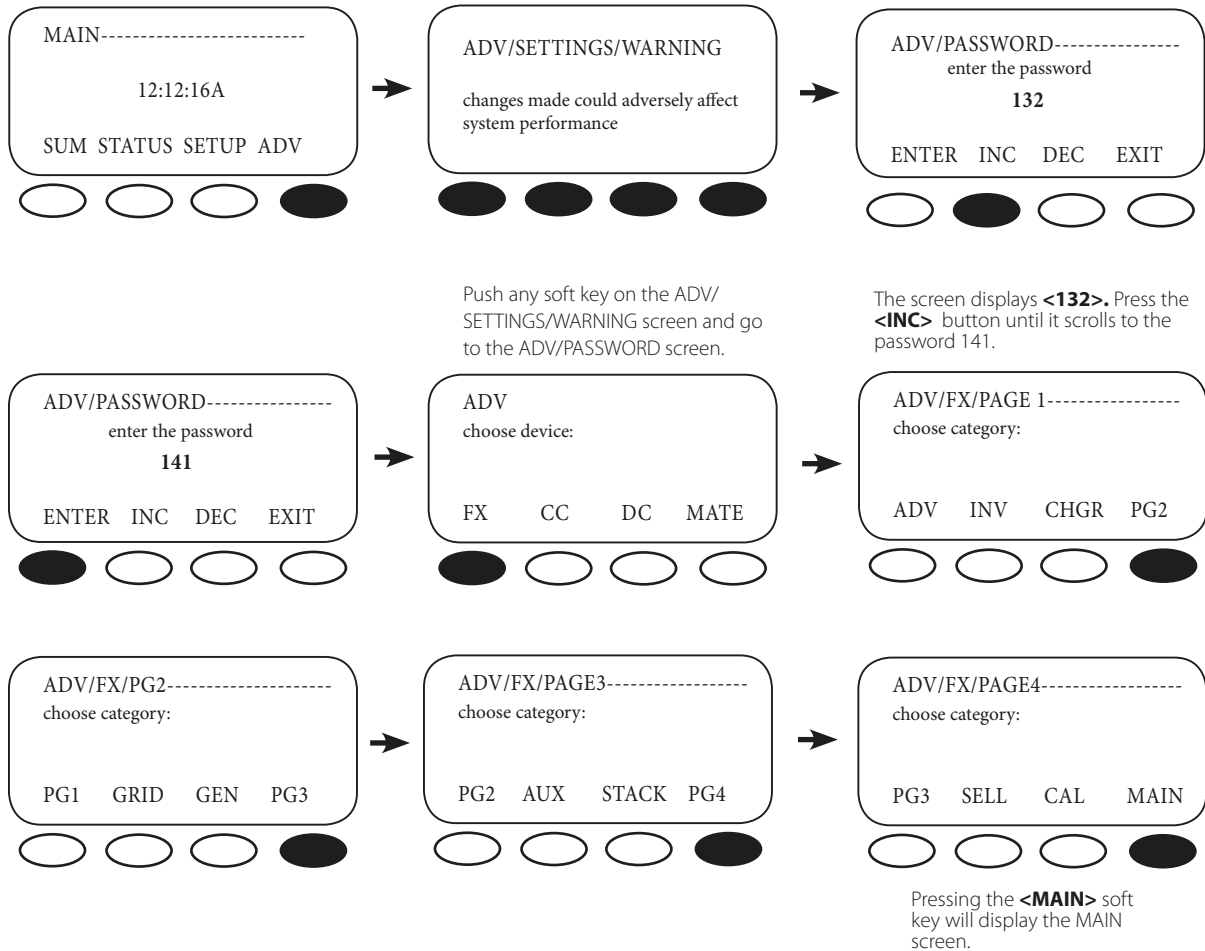 MAIN--------------------------
12:12:16A
SUM STATUS SETUP ADV
ADV/SETTINGS/WARNING
changes made could adversely affect
system performance
ADV/PASSWORD----------------
enter the password
132
ENTER INC DEC EXIT
Push any soft key on the ADV/
SETTINGS/WARNING screen and go
to the ADV/PASSWORD screen.
The screen displays <132>. Press the
<INC> button until it scrolls to the
password 141.
ADV/PASSWORD----------------
enter the password
141
ENTER INC DEC EXIT
ADV
choose device:
FX CC DC MATE
ADV/FX/PAGE 1-----------------
choose category:
ADV INV CHGR PG2
ADV/FX/PG2---------------------
choose category:
PG1 GRID GEN PG3
ADV/FX/PAGE3------------------
choose category:
PG2 AUX STACK PG4
ADV/FX/PAGE4------------------
choose category:
PG3 SELL CAL MAIN
Pressing the <MAIN> soft
key will display the MAIN
screen.